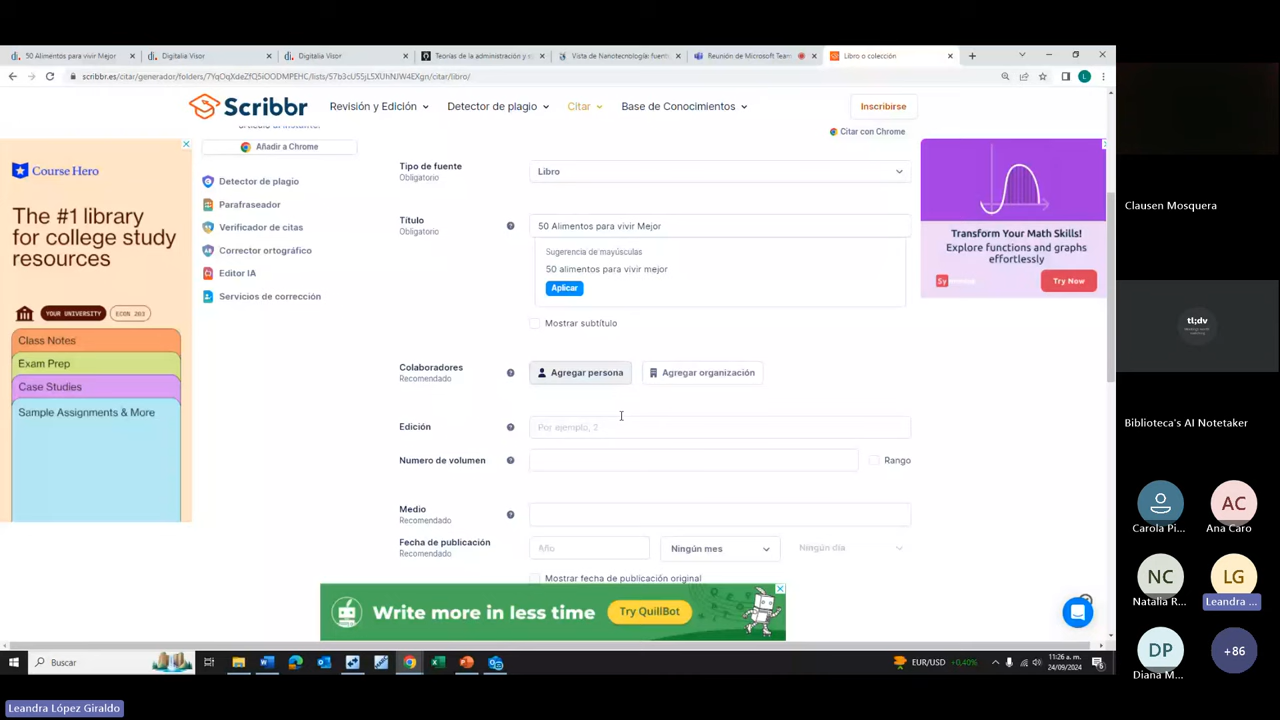 50 Alimentos para vivir Mejor
Digitalia Visor
Digitalia Visor
Teorías de la administración y
Vista de Nanotecnología: fuent
Reunión de Microsoft Team
Libro o colección
scribbr.es/citar/generador/folders/7YqOqXdeZfQ5iOODMPEHC/lists/57b3cU55jL5XUhNJW4EXgn/citar/libro/
Scribbr
Revisión y Edición
Detector de plagio
Citar
Base de Conocimientos
Inscribirse
Citar con Chrome
artículo al instante.
Añadir a Chrome
Detector de plagio
Parafraseador
Verificador de citas
Corrector ortográfico
Editor IA
Servicios de corrección
Course Hero
The #1 library
for college study
resources
YOUR UNIVERSITY
ECON 203
Class Notes
Exam Prep
Case Studies
Sample Assignments & More
Tipo de fuente
Obligatorio
Libro
Título
Obligatorio
50 Alimentos para vivir Mejor
Sugerencia de mayúsculas
50 alimentos para vivir mejor
Aplicar
Mostrar subtítulo
Colaboradores
Recomendado
Agregar persona
Agregar organización
Edición
Por ejemplo, 2
Numero de volumen
Rango
Medio
Recomendado
Fecha de publicación
Recomendado
Año
Ningún mes
Ningún día
Mostrar fecha de publicación original
Transform Your Math Skills!
Explore functions and graphs
effortlessly
Sy
Try Now
Write more in less time
Try QuillBot
Buscar
EUR/USD
+0,40%
11:26 a. m.
24/09/2024
6
Clausen Mosquera
tl;dv
Biblioteca's AI Notetaker
Carola Pi...
AC
Ana Caro
NC
Natalia R...
LG
Leandra ...
DP
Diana M...
+86
Leandra López Giraldo